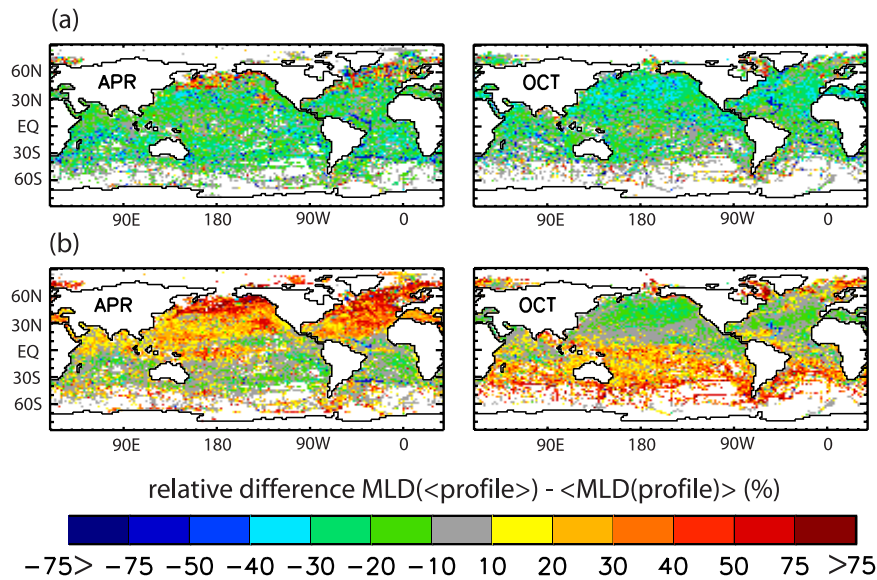 (a)
60N
30N
EQ
30S
60S
APR
OCT
90E 180 90W 0
90E 180 90W 0
(b)
60N
30N
EQ
30S
60S
APR
OCT
90E 180 90W 0
90E 180 90W 0
relative difference MLD(<profile>) - <MLD(profile)> (%)
−75> −75 −50 −40 −30 −20 −10 10 20 30 40 50 75 >75